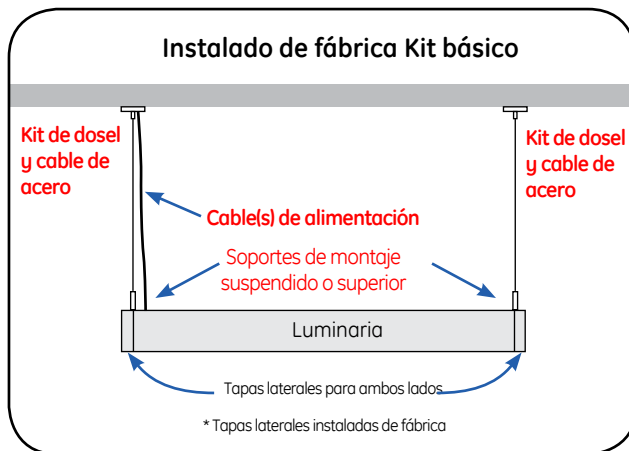 Instalado de fábrica Kit básico
Kit de dosel
y cable de
acero
Kit de dosel
y cable de
acero
Cable(s) de alimentación
Soportes de montaje
suspendido o superior
Luminaria
Tapas laterales para ambos lados
* Tapas laterales instaladas de fábrica